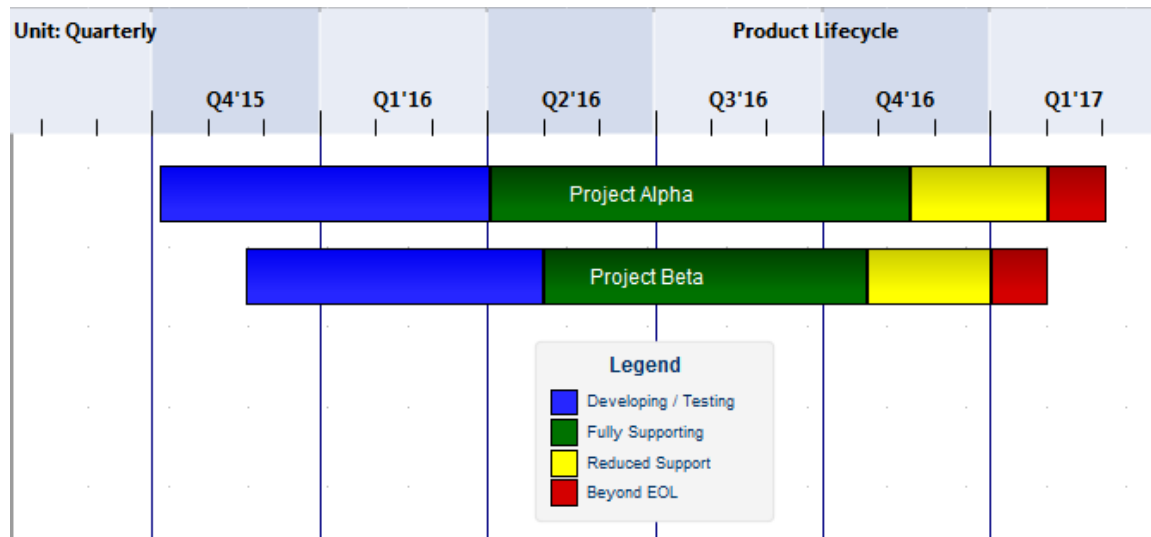 Unit: Quarterly
Product Lifecycle
Q4'15 Q1'16 Q2'16 Q3'16 Q4'16 Q1'17
Project Alpha
Project Beta
Legend
Developing / Testing
Fully Supporting
Reduced Support
Beyond EOL